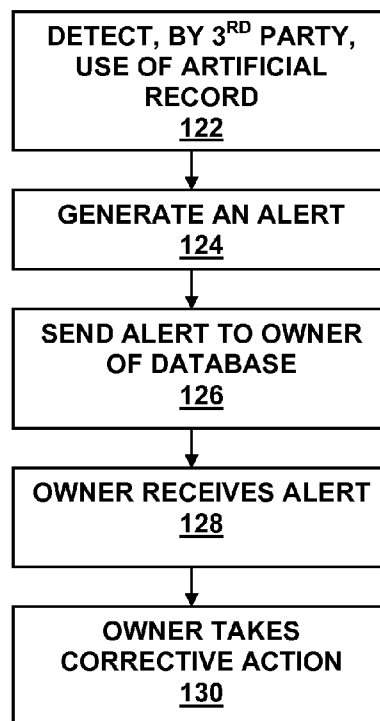 DETECT, BY 3RD PARTY,
USE OF ARTIFICIAL
RECORD
122
GENERATE AN ALERT
124
SEND ALERT TO OWNER
OF DATABASE
126
OWNER RECEIVES ALERT
128
OWNER TAKES
CORRECTIVE ACTION
130